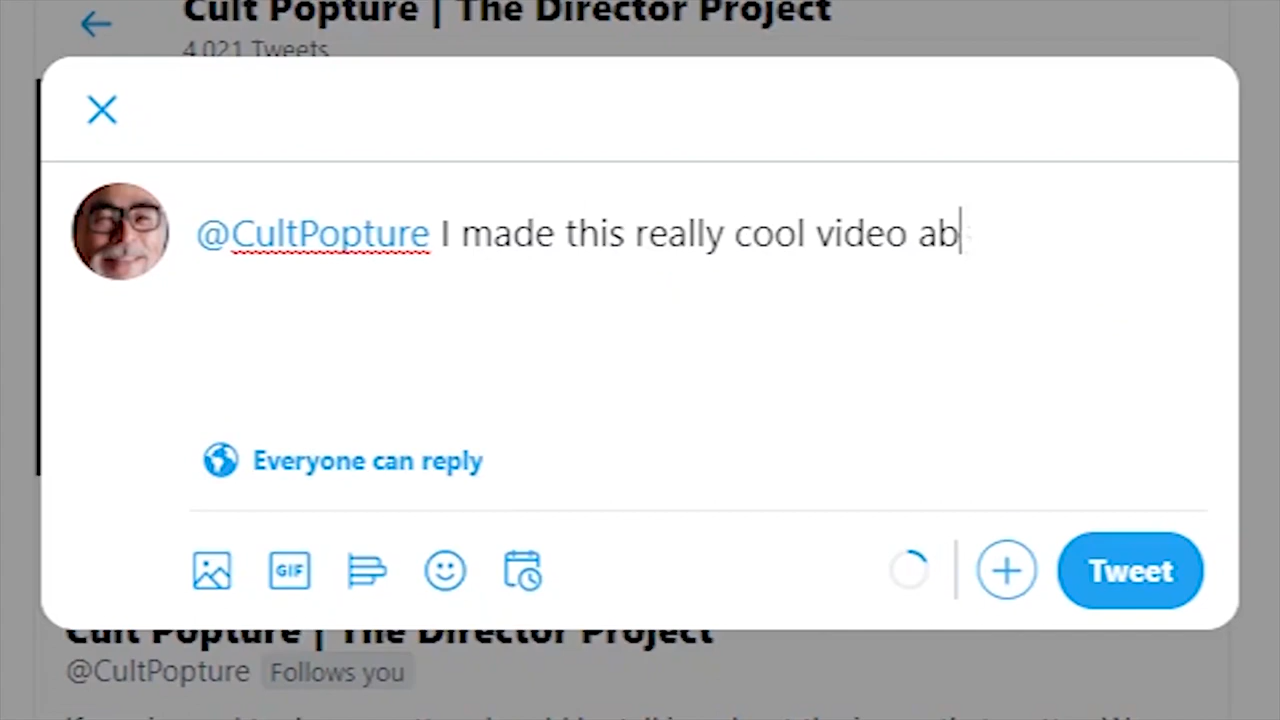 Cult Popture | The Director Project
4,021 Tweets
@CultPopture I made this really cool video ab
Everyone can reply
GIF
Tweet
Cult Popture | The Director Project
@CultPopture Follows you